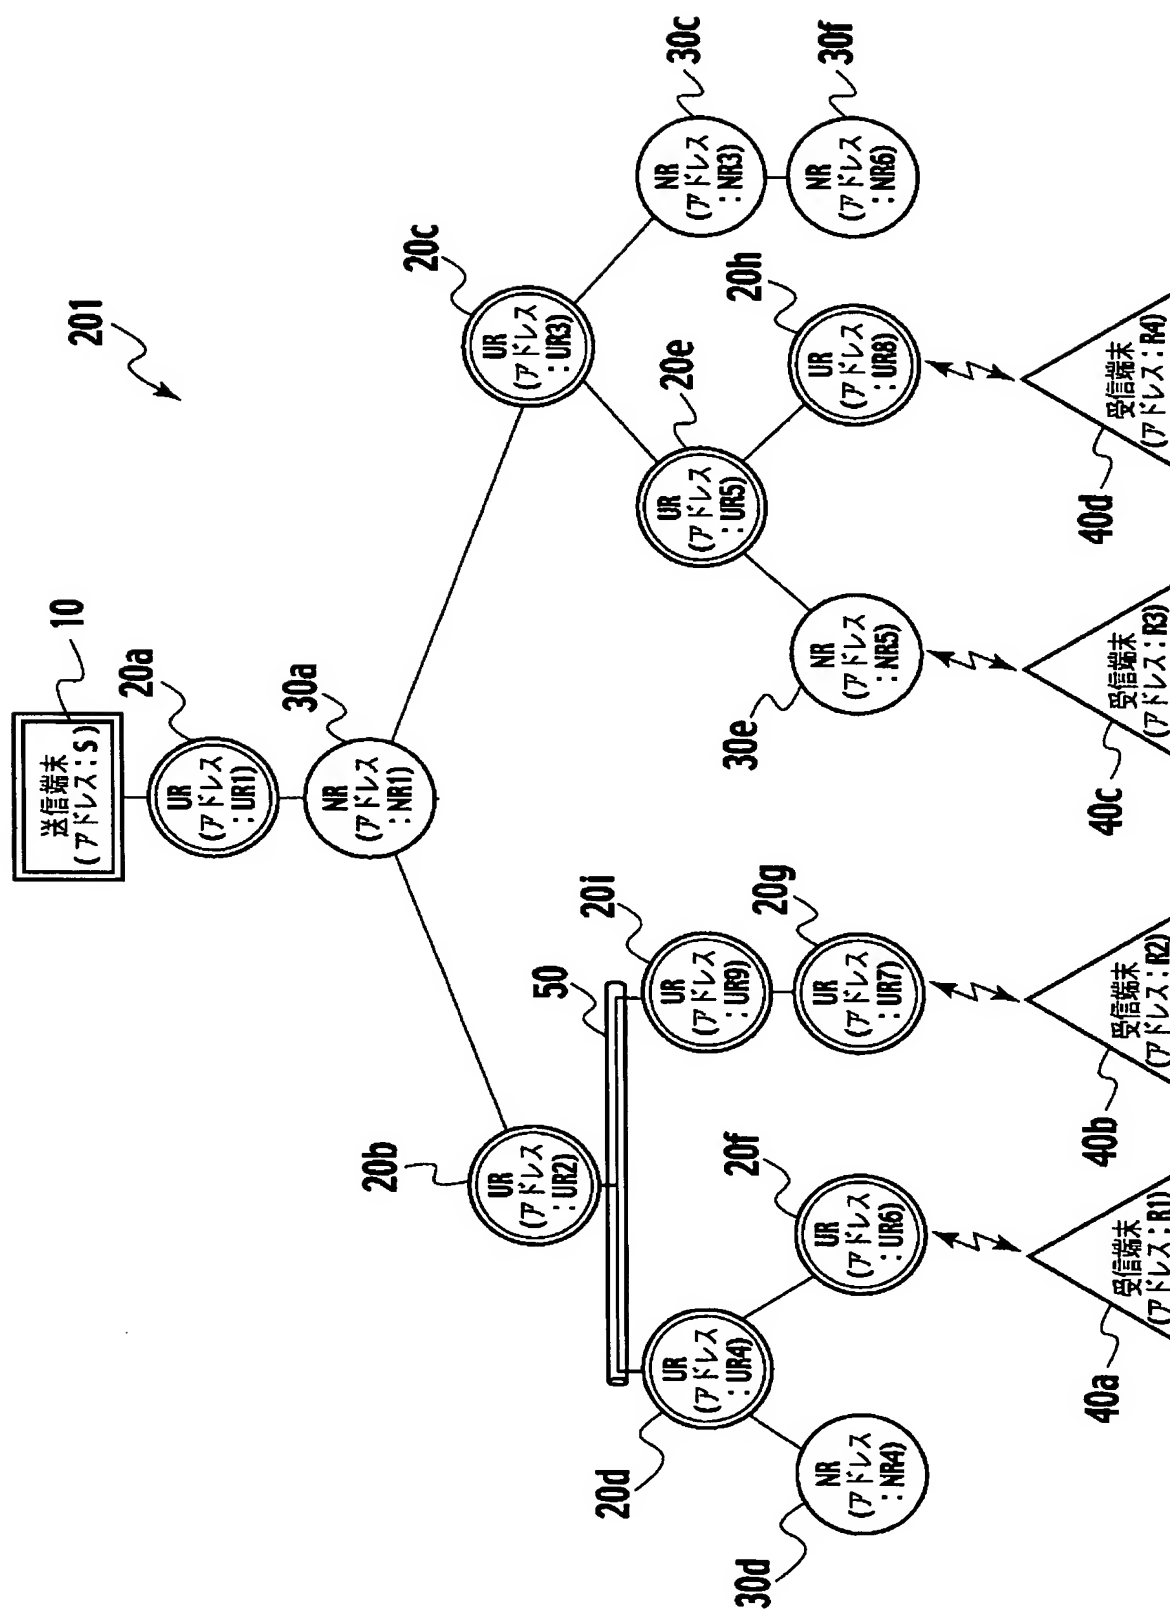 201
10
送信端末
(アドレス:S)
20a
UR
(アドレス
:UR1)
30a
NR
(アドレス
:NR1)
20b
UR
(アドレス
:UR2)
20c
UR
(アドレス
:UR3)
50
20d
UR
(アドレス
:UR4)
20i
UR
(アドレス
:UR9)
20e
UR
(アドレス
:UR5)
30c
NR
(アドレス
:NR3)
30d
NR
(アドレス
:NR4)
20f
UR
(アドレス
:UR6)
20g
UR
(アドレス
:UR7)
30e
NR
(アドレス
:NR5)
20h
UR
(アドレス
:UR8)
30f
NR
(アドレス
:NR6)
40a
受信端末
(アドレス:R1)
40b
受信端末
(アドレス:R2)
40c
受信端末
(アドレス:R3)
40d
受信端末
(アドレス:R4)